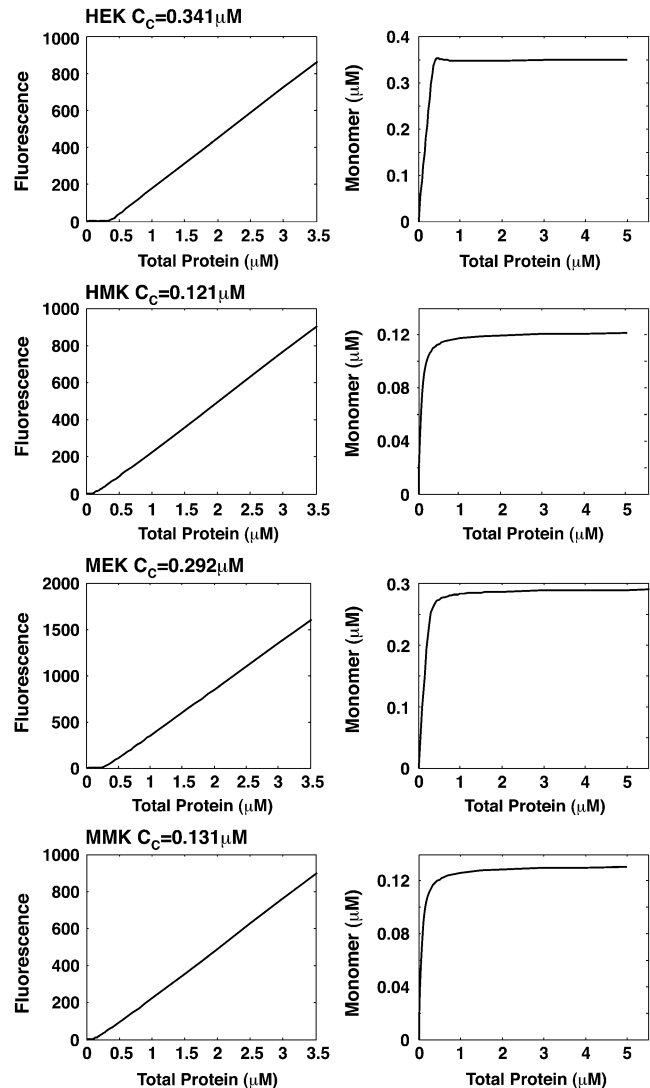 HEK C_C=0.341μM
1000
800
600
400
200
0
Fluorescence
0 0.5 1 1.5 2 2.5 3 3.5
Total Protein (μM)
0.4
0.3
0.2
0.1
0
Monomer (μM)
0 1 2 3 4 5
Total Protein (μM)
HMK C_C=0.121μM
1000
800
600
400
200
0
Fluorescence
0 0.5 1 1.5 2 2.5 3 3.5
Total Protein (μM)
0.12
0.08
0.04
0
Monomer (μM)
0 1 2 3 4 5
Total Protein (μM)
MEK C_C=0.292μM
2000
1500
1000
500
0
Fluorescence
0 0.5 1 1.5 2 2.5 3 3.5
Total Protein (μM)
0.3
0.2
0.1
0
Monomer (μM)
0 1 2 3 4 5
Total Protein (μM)
MMK C_C=0.131μM
1000
800
600
400
200
0
Fluorescence
0 0.5 1 1.5 2 2.5 3 3.5
Total Protein (μM)
0.12
0.08
0.04
0
Monomer (μM)
0 1 2 3 4 5
Total Protein (μM)